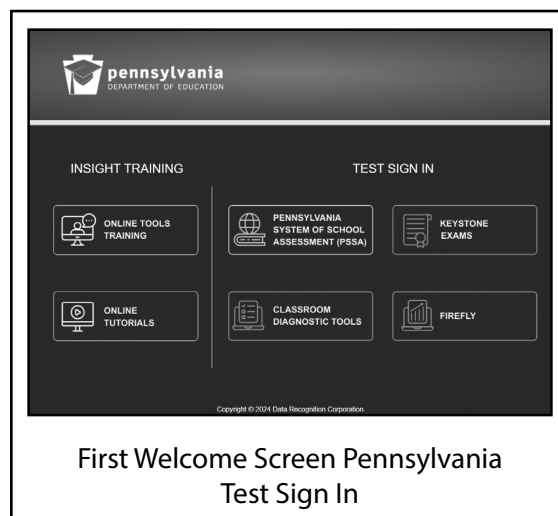 pennsylvania
DEPARTMENT OF EDUCATION
INSIGHT TRAINING
ONLINE TOOLS
TRAINING
ONLINE
TUTORIALS
TEST SIGN IN
PENNSYLVANIA
SYSTEM OF SCHOOL
ASSESSMENT (PSSA)
KEYSTONE
EXAMS
CLASSROOM
DIAGNOSTIC TOOLS
FIREFLY
Copyright © 2024 Data Recognition Corporation.
First Welcome Screen Pennsylvania
Test Sign In